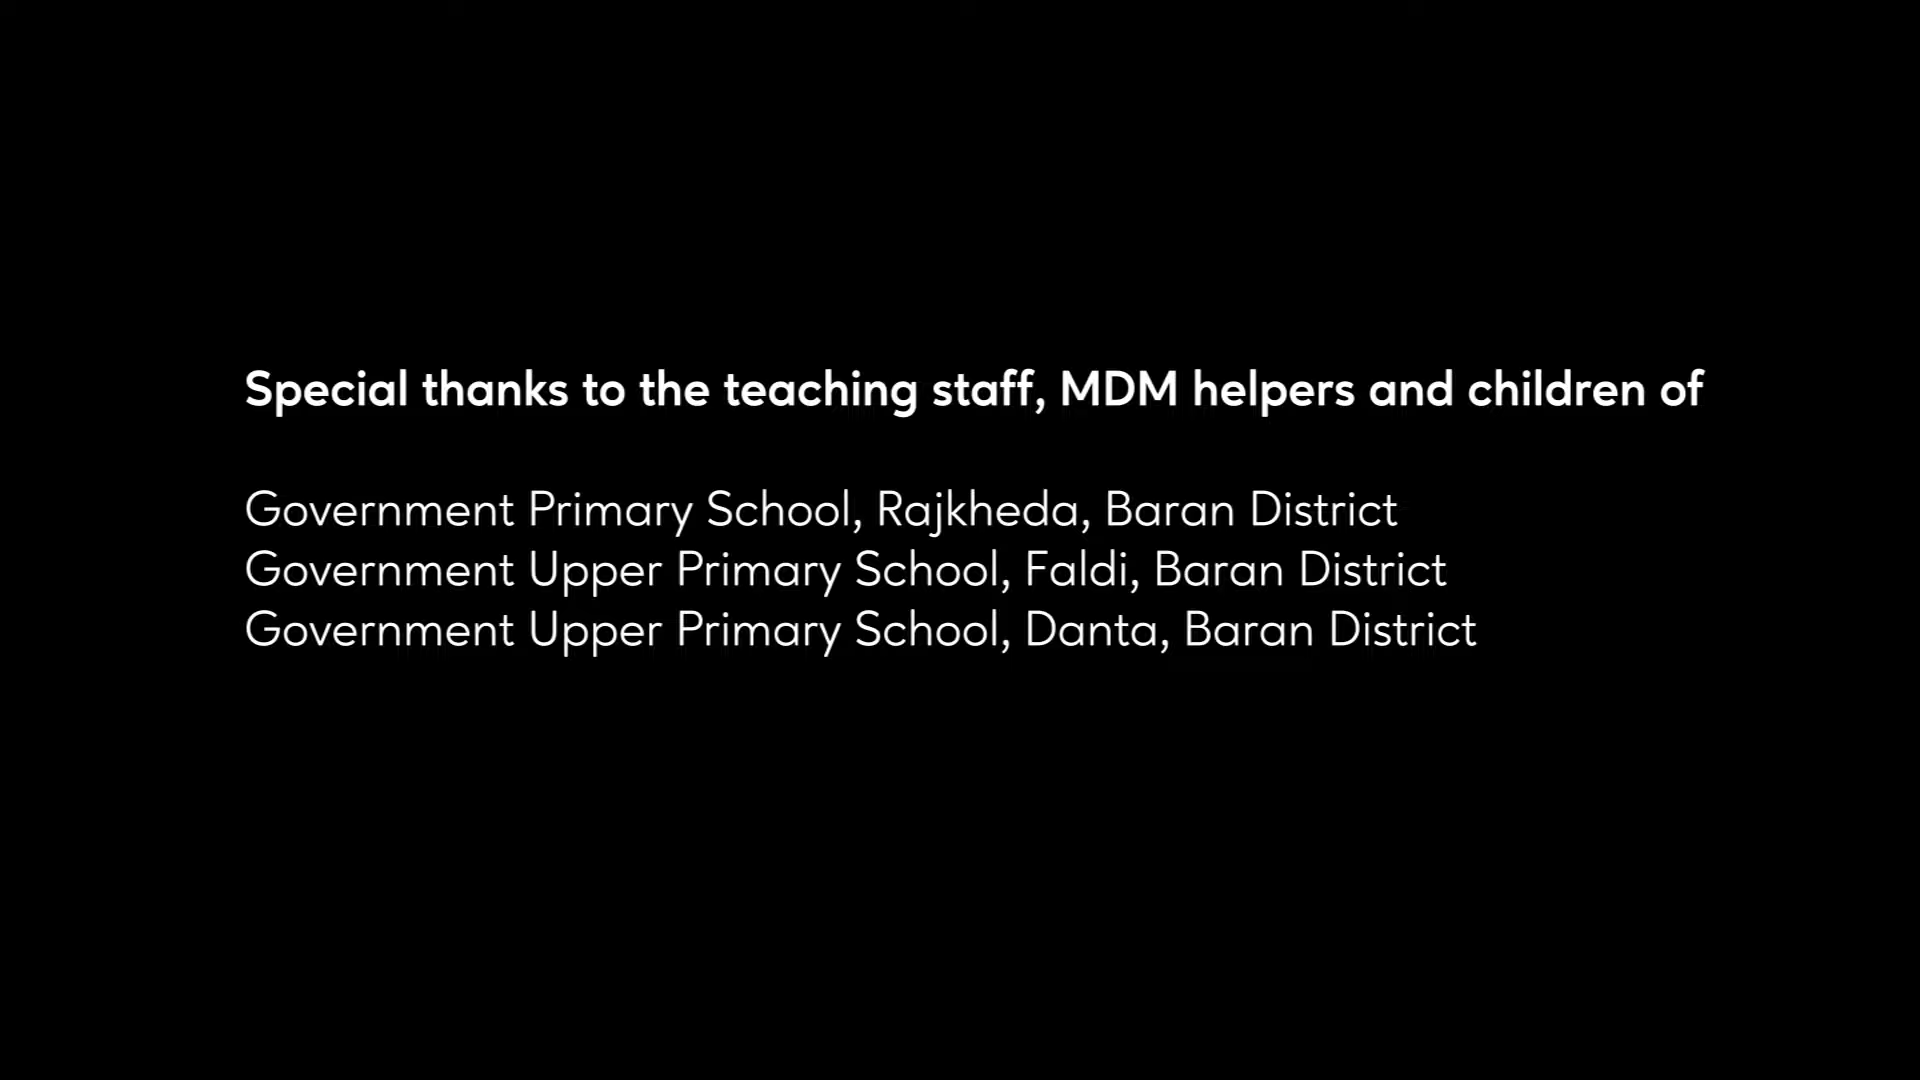 Special thanks to the teaching staff, MDM helpers and children of
Government Primary School, Rajkheda, Baran District
Government Upper Primary School, Faldi, Baran District
Government Upper Primary School, Danta, Baran District